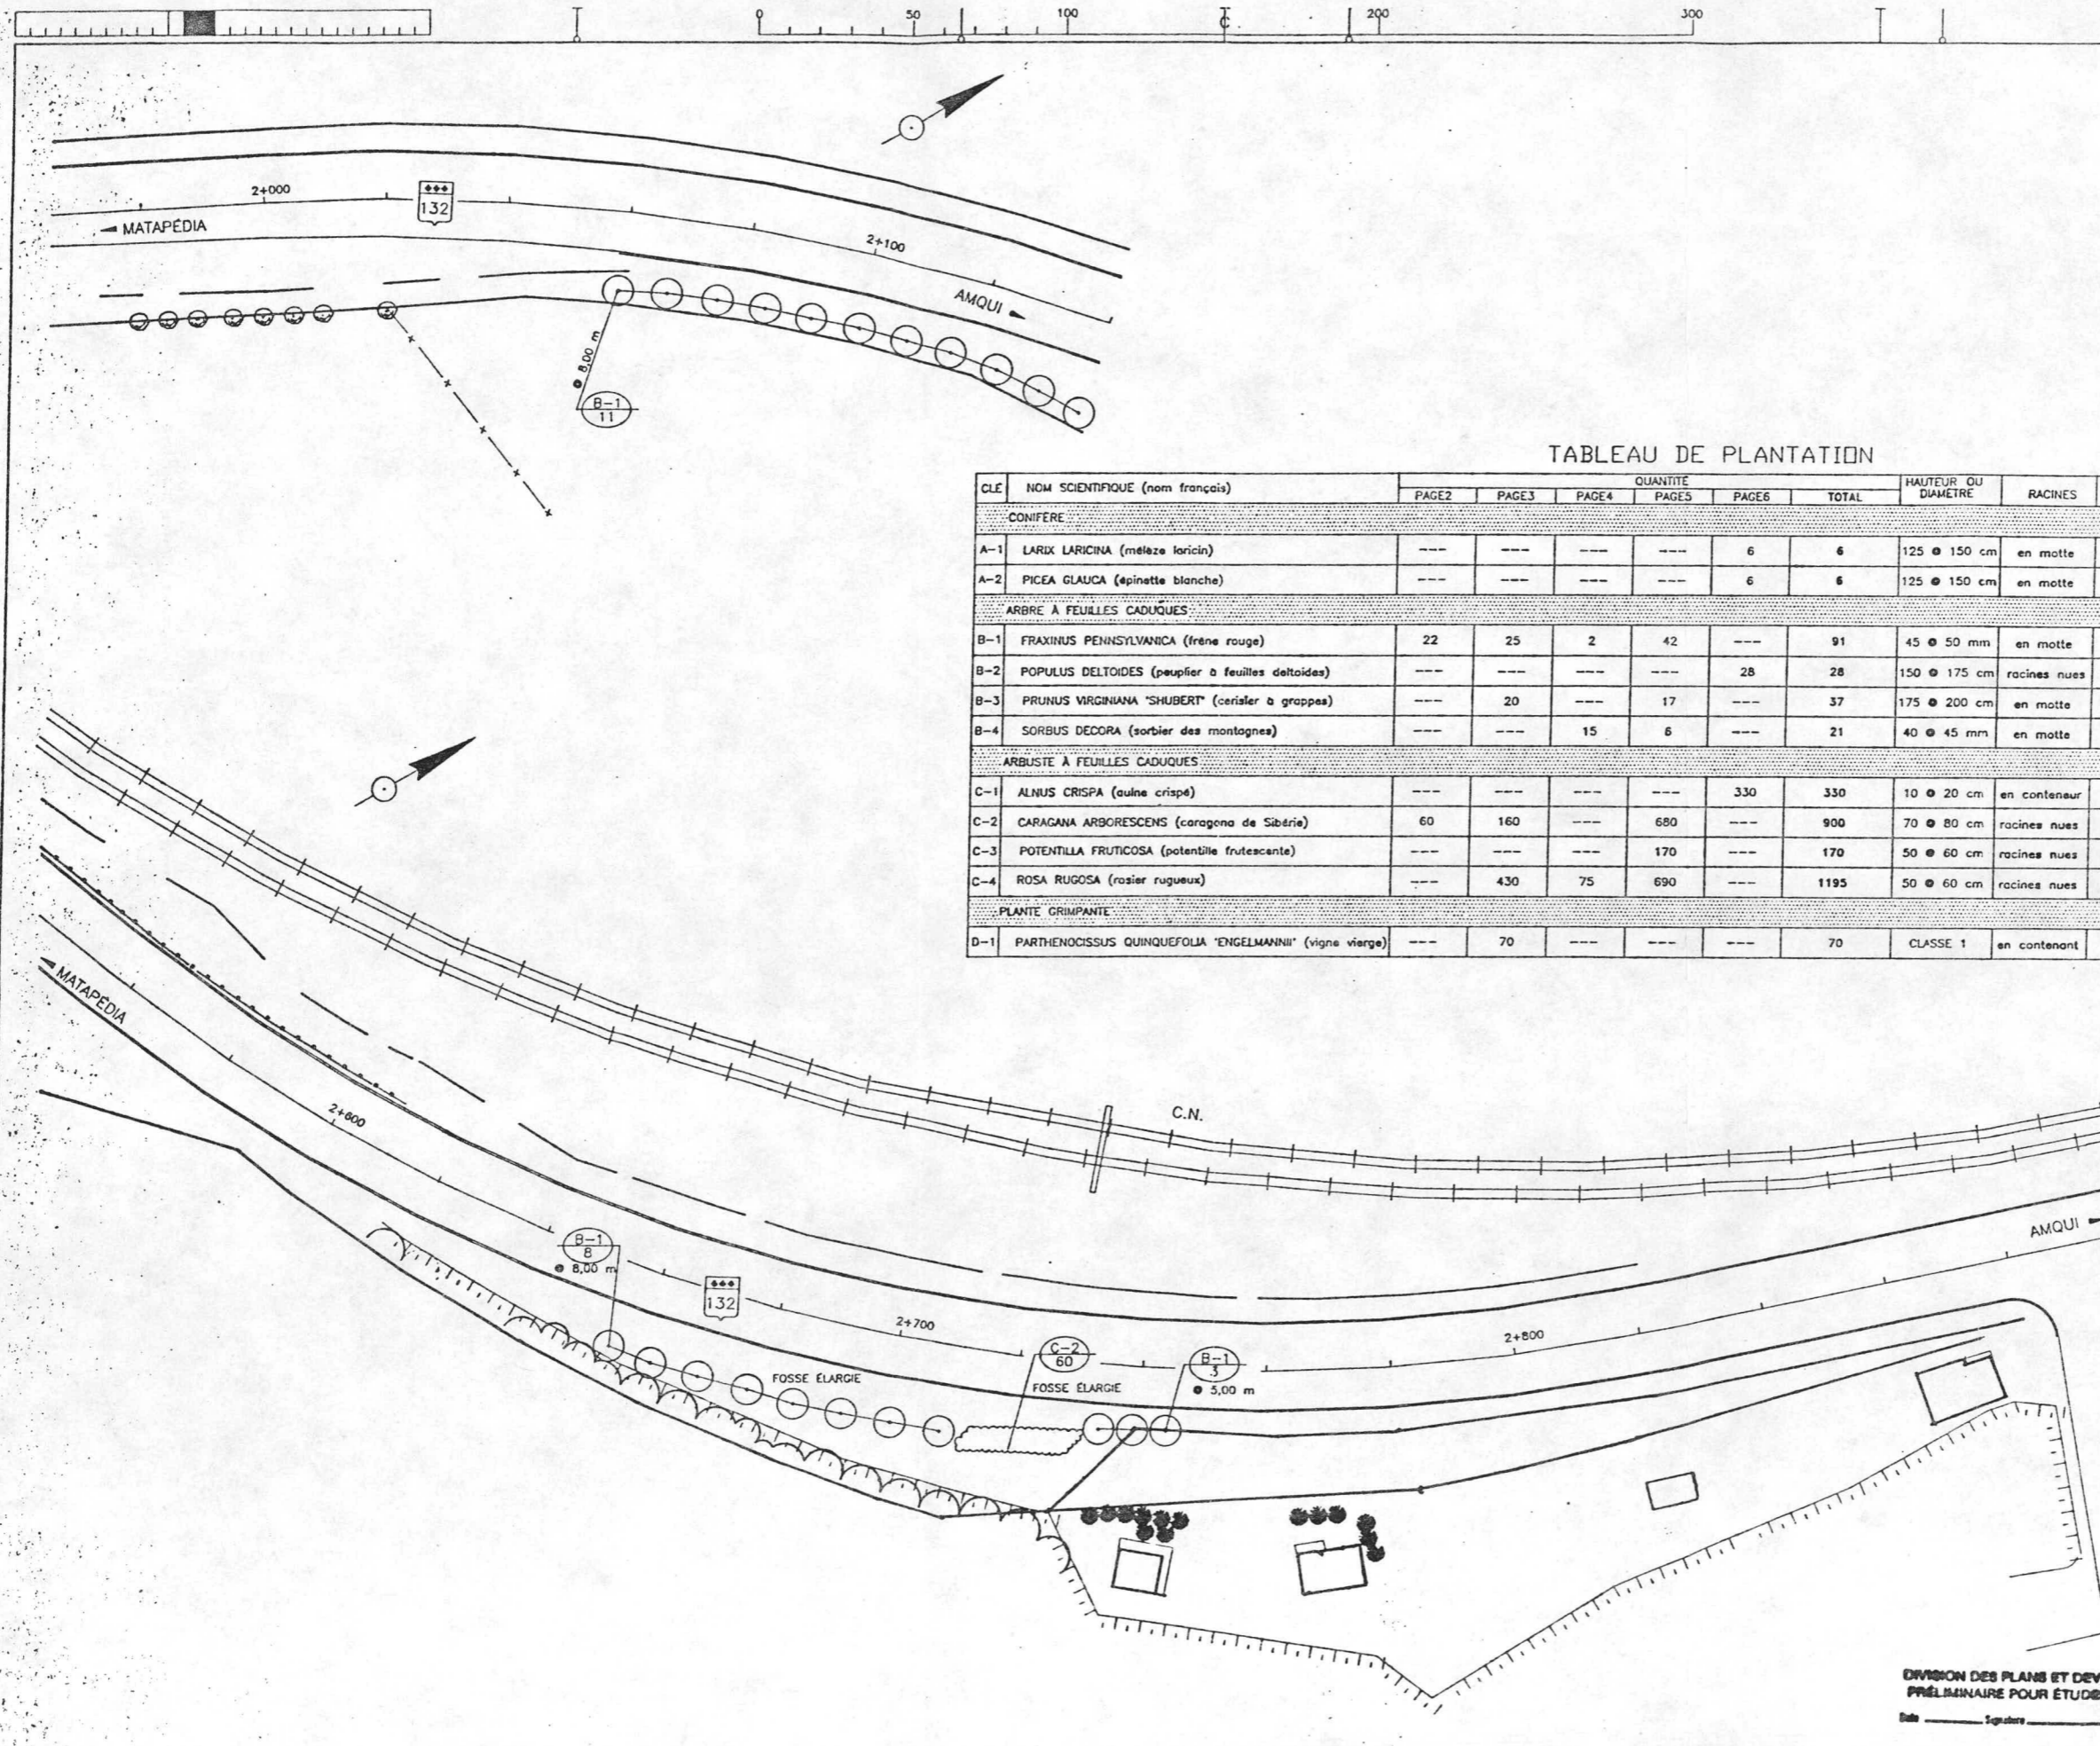 0 50 100 200 300
2+000
132
MATAPÉDIA
2+100
AMQUI
8,00 m
B-1
11
TABLEAU DE PLANTATION
CLÉ NOM SCIENTIFIQUE (nom français) QUANTITÉ HAUTEUR OU DIAMÈTRE RACINES
PAGE2 PAGE3 PAGE4 PAGE5 PAGE6 TOTAL
CONIFÈRE
A-1 LARIX LARICINA (mélèze laricin) --- --- --- --- 6 6 125 @ 150 cm en motte
A-2 PICEA GLAUCA (épinette blanche) --- --- --- --- 6 6 125 @ 150 cm en motte
ARBRE À FEUILLES CADUQUES
B-1 FRAXINUS PENNSYLVANICA (frêne rouge) 22 25 2 42 --- 91 45 @ 50 mm en motte
B-2 POPULUS DELTOIDES (peuplier à feuilles deltoïdes) --- --- --- --- 28 28 150 @ 175 cm racines nues
B-3 PRUNUS VIRGINIANA "SHUBERT" (cerisier à grappes) --- 20 --- 17 --- 37 175 @ 200 cm en motte
B-4 SORBUS DECORA (sorbier des montagnes) --- --- 15 6 --- 21 40 @ 45 mm en motte
ARBUSTE À FEUILLES CADUQUES
C-1 ALNUS CRISPA (aulne crispé) --- --- --- --- 330 330 10 @ 20 cm en conteneur
C-2 CARAGANA ARBORESCENS (caragana de Sibérie) 60 160 --- 680 --- 900 70 @ 80 cm racines nues
C-3 POTENTILLA FRUTICOSA (potentille frutescante) --- --- --- 170 --- 170 50 @ 60 cm racines nues
C-4 ROSA RUGOSA (rosier rugueux) --- 430 75 690 --- 1195 50 @ 60 cm racines nues
PLANTE GRIMPANTE
D-1 PARTHENOCISSUS QUINQUEFOLIA "ENGELMANNII" (vigne vierge) --- 70 --- --- --- 70 CLASSE 1 en contenant
MATAPÉDIA
2+600
C.N.
AMQUI
B-1
8
@ 8,00 m
132
2+700
2+800
C-2
60
B-1
3
@ 5,00 m
FOSSE ÉLARGIE
FOSSE ÉLARGIE
DIVISION DES PLANS ET DEV
PRÉLIMINAIRE POUR ÉTUDE
Date Signature